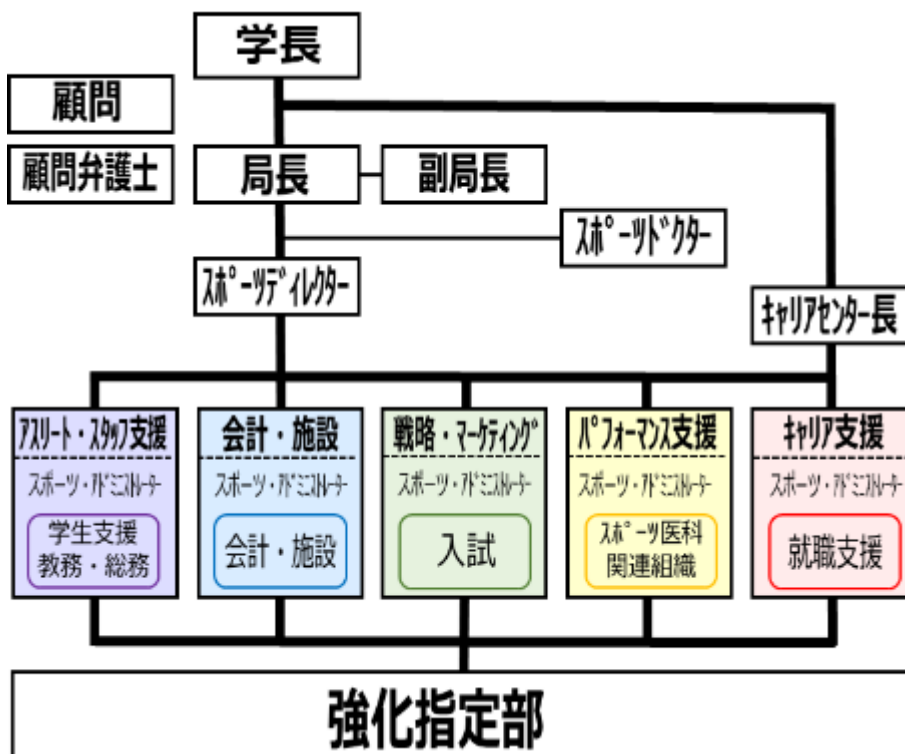 学長
顧問
顧問弁護士
局長
副局長
ｽﾎﾟｰﾂﾄﾞｸﾀｰ
ｽﾎﾟｰﾂﾃﾞｨﾚｸﾀｰ
ｷｬﾘｱｾﾝﾀｰ長
ｱｽﾘｰﾄ・ｽﾀｯﾌ支援
スポーツ・ｱﾄﾞﾐﾆｽﾄﾚｰﾀｰ
学生支援
教務・総務
会計・施設
スポーツ・ｱﾄﾞﾐﾆｽﾄﾚｰﾀｰ
会計・施設
戦略・ﾏｰｹﾃｨﾝｸﾞ
スポーツ・ｱﾄﾞﾐﾆｽﾄﾚｰﾀｰ
入試
ﾊﾟﾌｫｰﾏﾝｽ支援
スポーツ・ｱﾄﾞﾐﾆｽﾄﾚｰﾀｰ
ｽﾎﾟｰﾂ医科
関連組織
ｷｬﾘｱ支援
スポーツ・ｱﾄﾞﾐﾆｽﾄﾚｰﾀｰ
就職支援
強化指定部